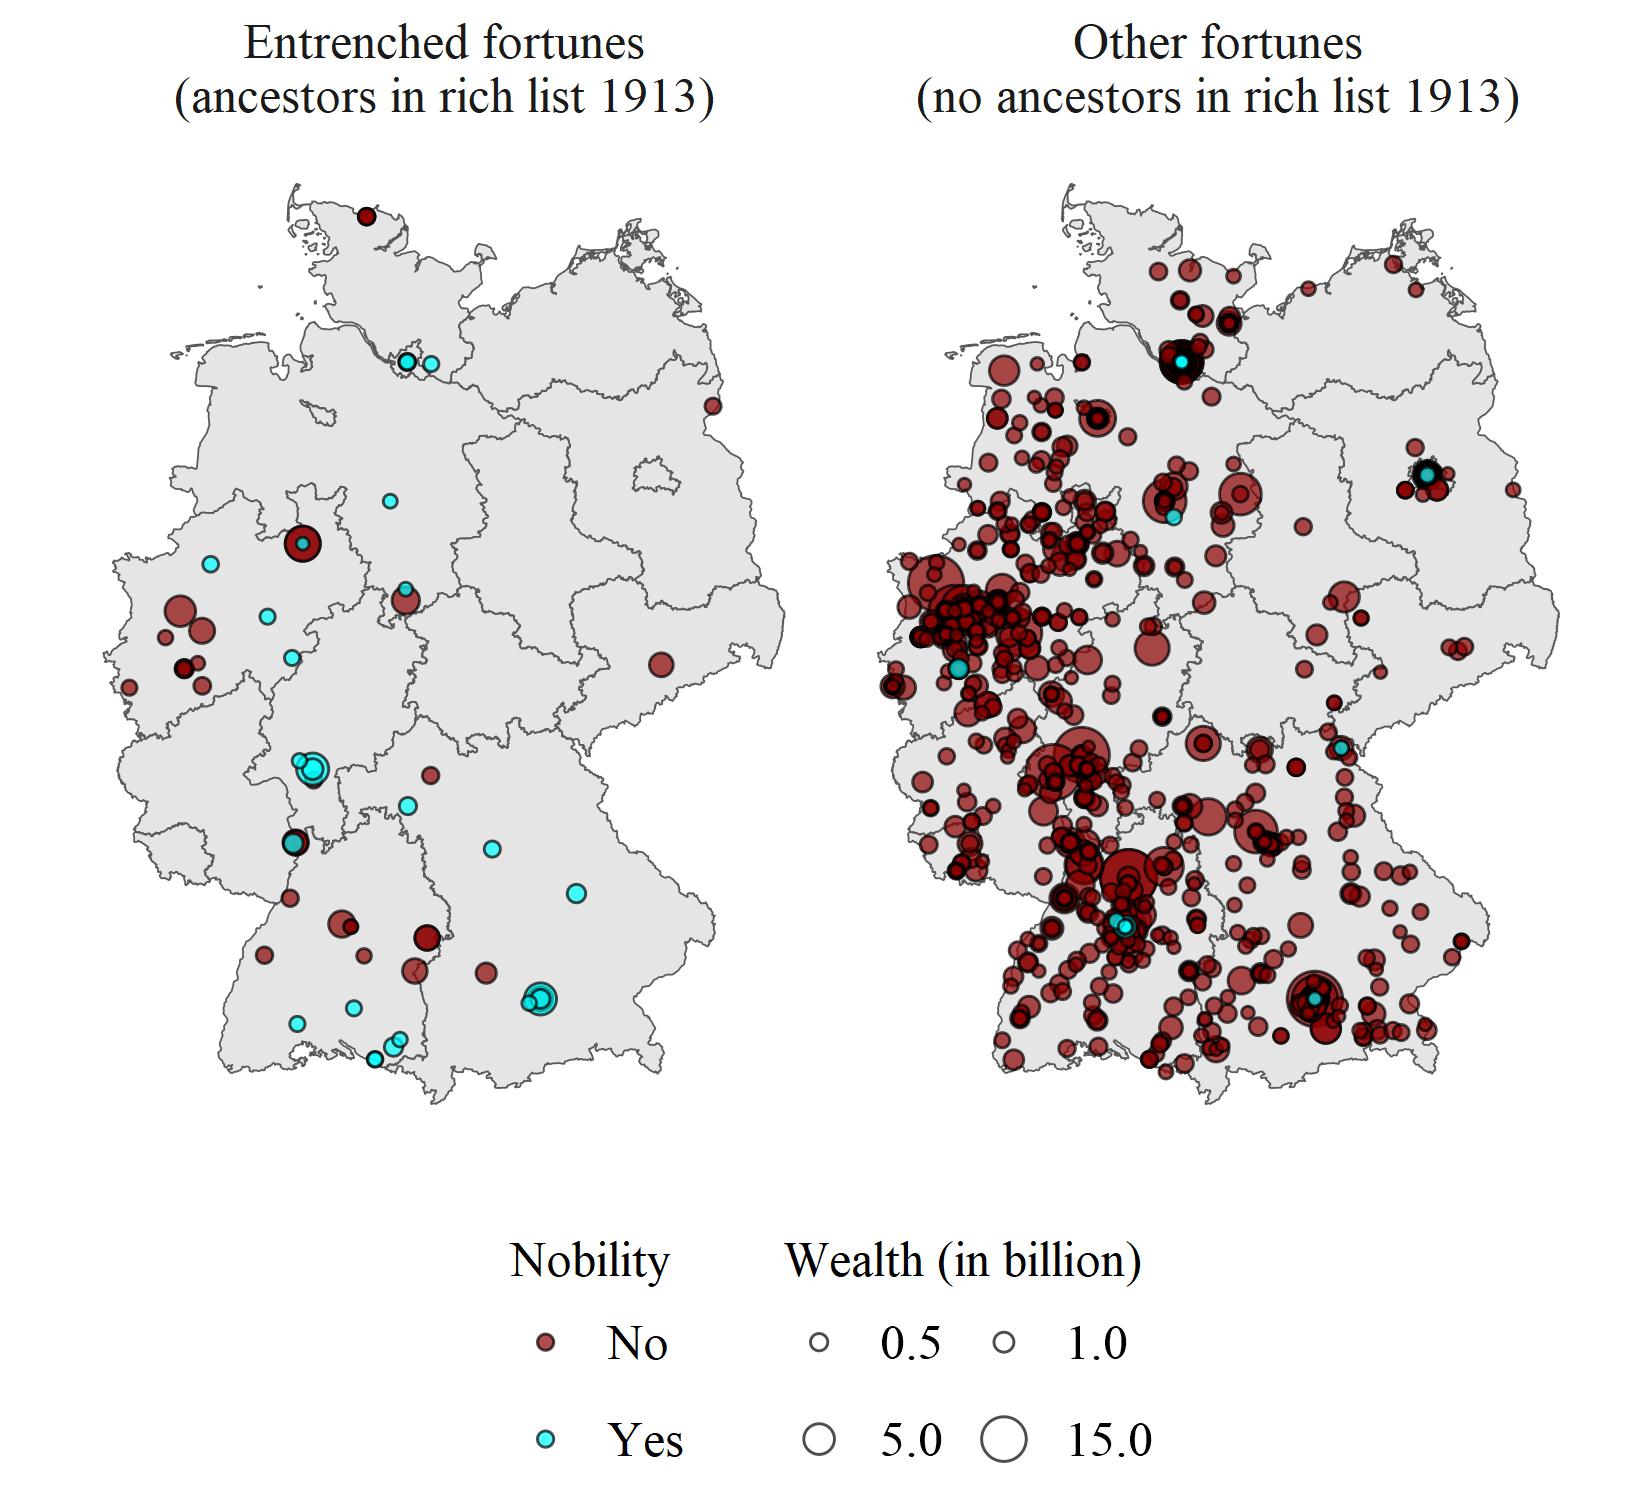 Entrenched fortunes
(ancestors in rich list 1913)
Other fortunes
(no ancestors in rich list 1913)
Nobility
No
Yes
Wealth (in billion)
0.5
1.0
5.0
15.0